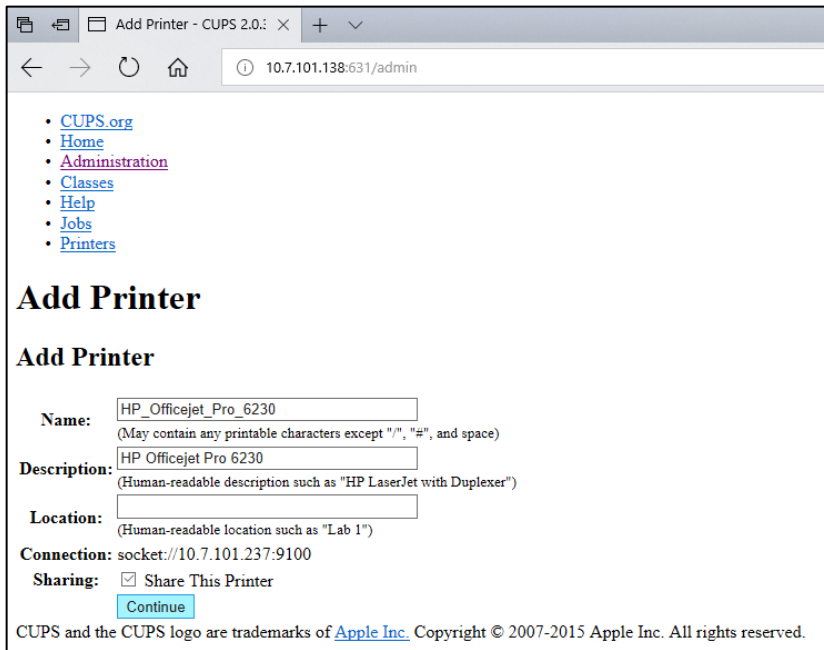 Add Printer - CUPS 2.0.
10.7.101.138:631/admin
• CUPS.org
• Home
• Administration
• Classes
• Help
• Jobs
• Printers
Add Printer
Add Printer
Name: HP_Officejet_Pro_6230
(May contain any printable characters except "/", "#", and space)
Description: HP Officejet Pro 6230
(Human-readable description such as "HP LaserJet with Duplexer")
Location:
(Human-readable location such as "Lab 1")
Connection: socket://10.7.101.237:9100
Sharing: Share This Printer
Continue
CUPS and the CUPS logo are trademarks of Apple Inc. Copyright © 2007-2015 Apple Inc. All rights reserved.